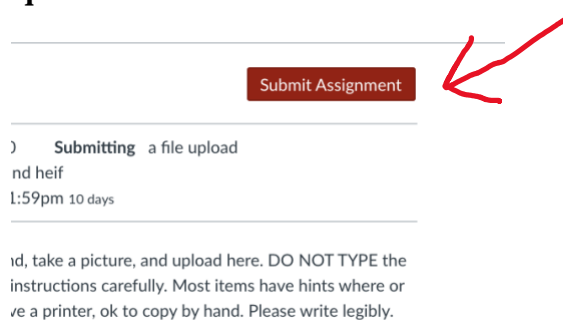 Submit Assignment
Submitting a file upload
nd heif
1:59pm 10 days
nd, take a picture, and upload here. DO NOT TYPE the
instructions carefully. Most items have hints where or
ve a printer, ok to copy by hand. Please write legibly.